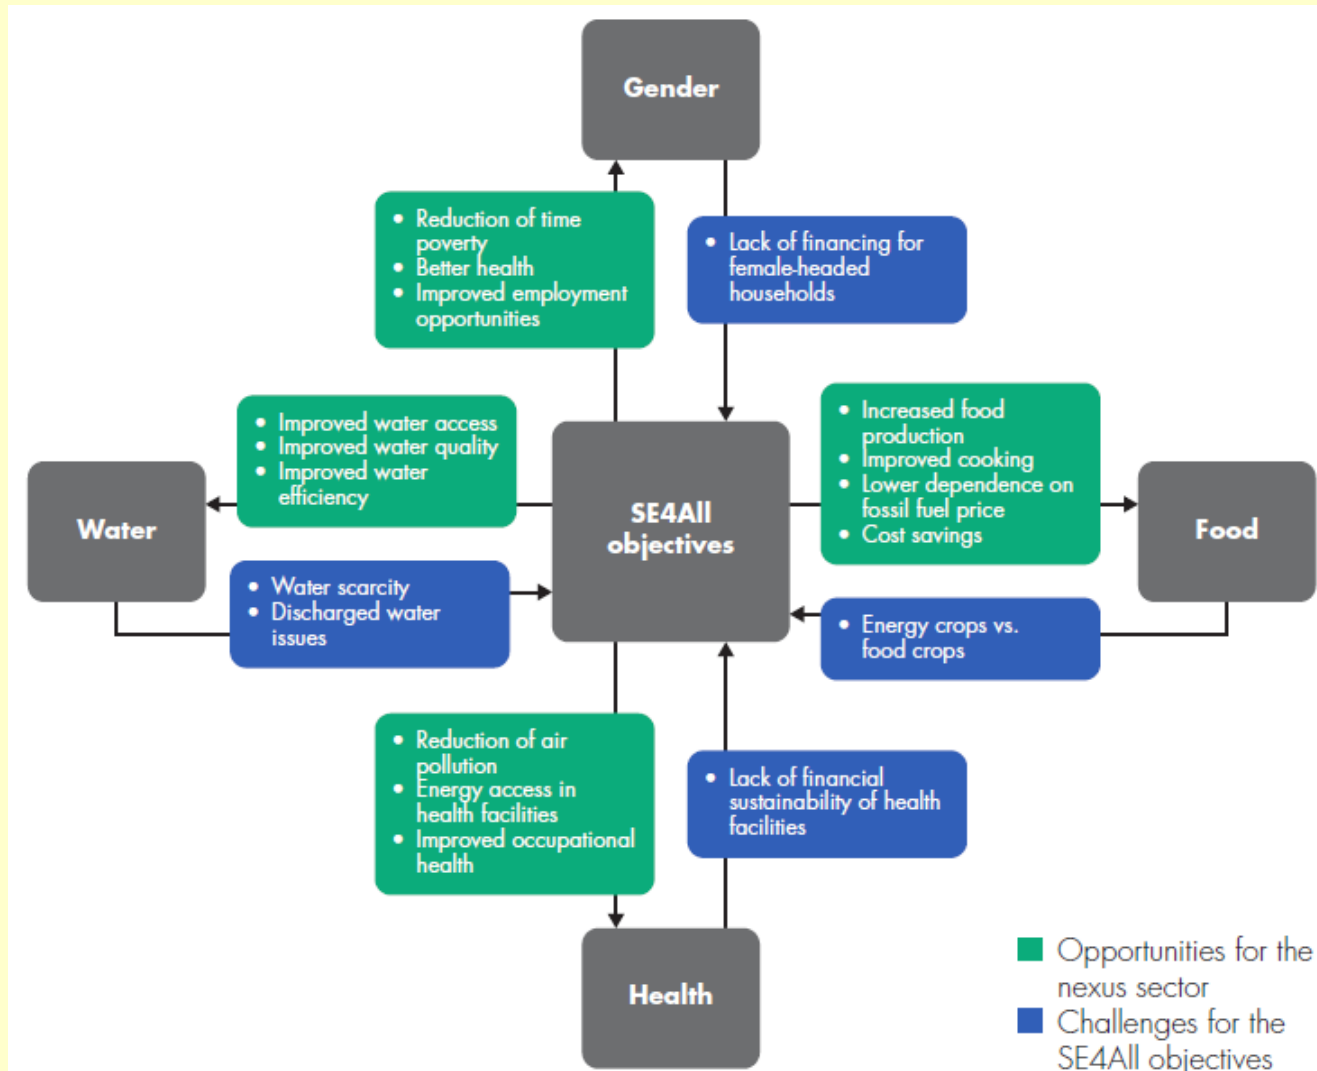 Gender
• Reduction of time
poverty
• Better health
• Improved employment
opportunities
• Lack of financing for
female-headed
households
• Improved water access
• Improved water quality
• Improved water
efficiency
• Increased food
production
• Improved cooking
• Lower dependence on
fossil fuel price
• Cost savings
Water
SE4All
objectives
Food
• Water scarcity
• Discharged water
issues
• Energy crops vs.
food crops
• Reduction of air
pollution
• Energy access in
health facilities
• Improved occupational
health
• Lack of financial
sustainability of health
facilities
Health
Opportunities for the
nexus sector
Challenges for the
SE4All objectives